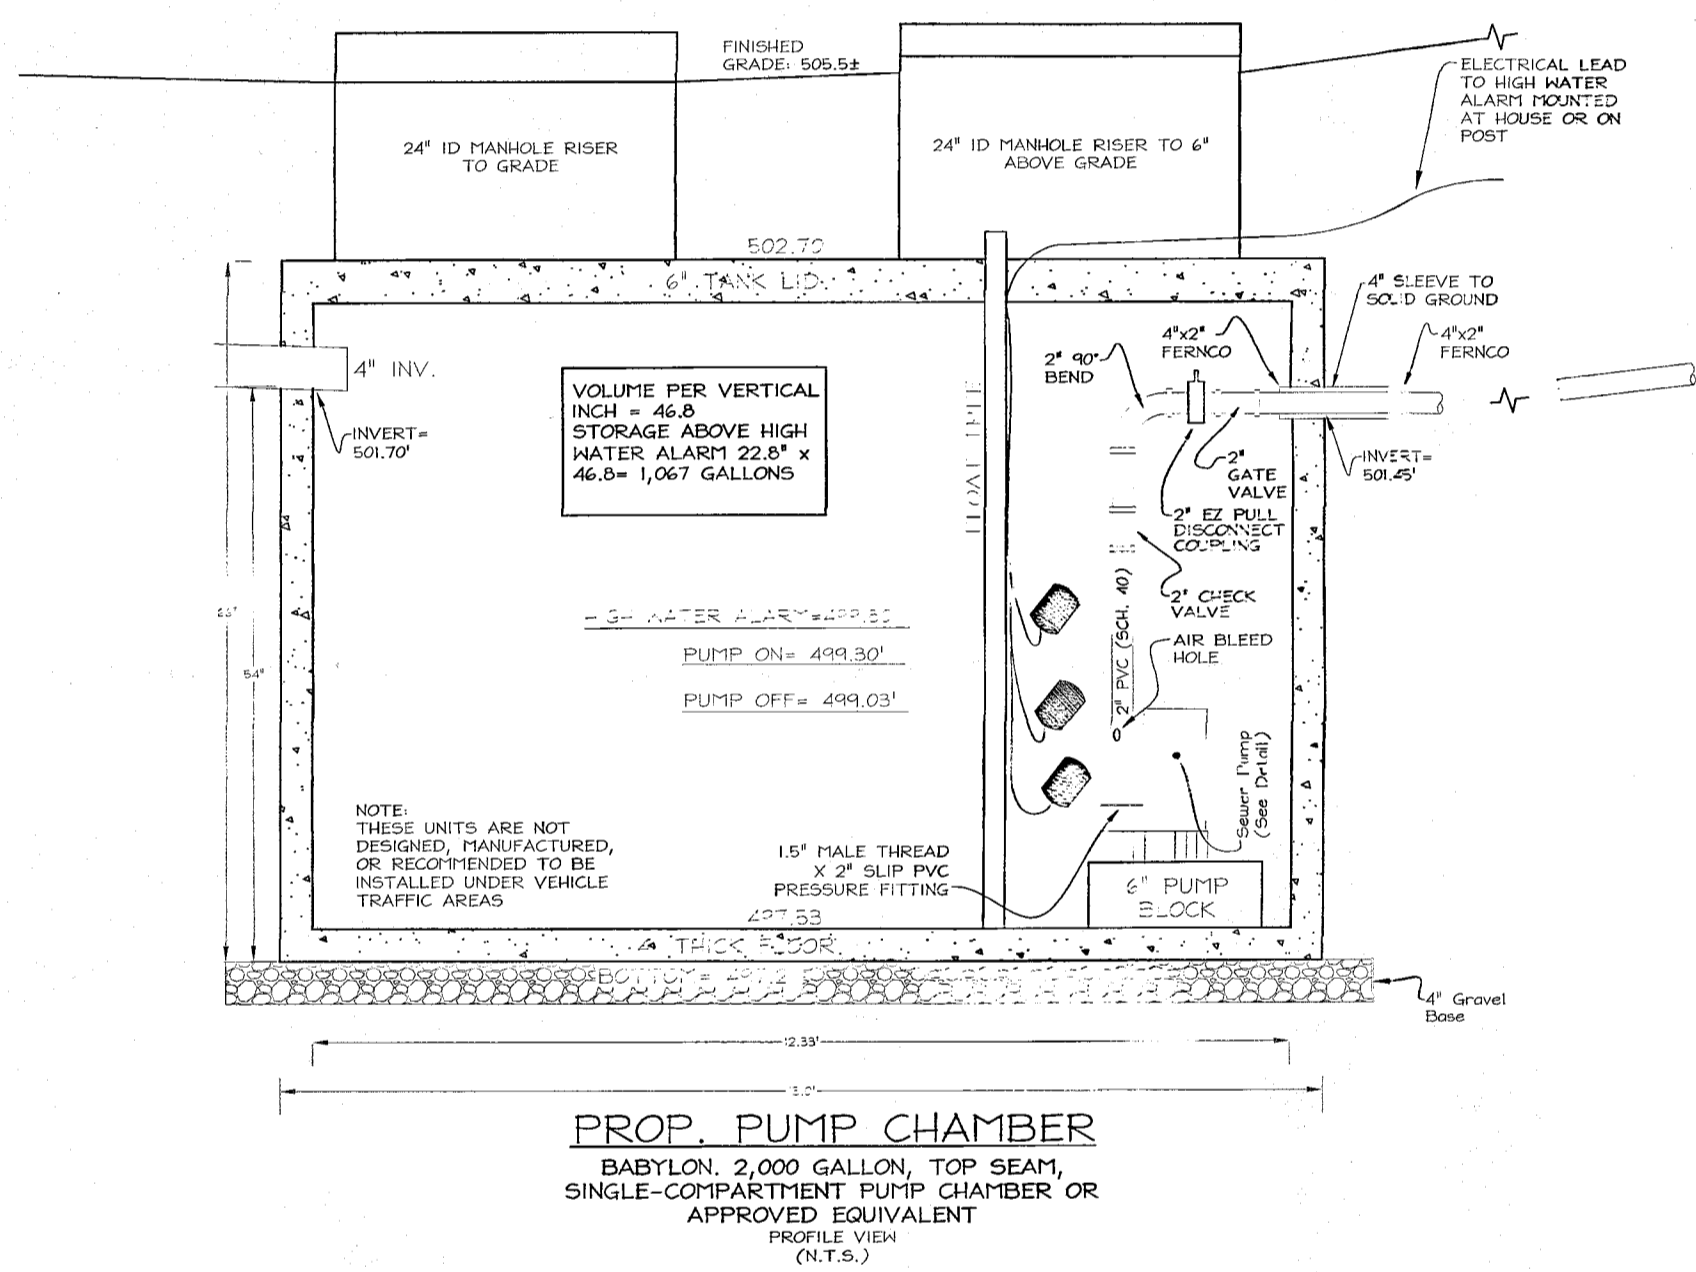 FINISHED
GRADE: 505.5±
ELECTRICAL LEAD
TO HIGH WATER
ALARM MOUNTED
AT HOUSE OR ON
POST
24" ID MANHOLE RISER
TO GRADE
24" ID MANHOLE RISER TO 6"
ABOVE GRADE
502.70
6" TANK LID
4" SLEEVE TO
SOLID GROUND
4"x2"
FERNCO
4"x2"
FERNCO
2" 90°
BEND
4" INV.
INVERT=
501.70'
VOLUME PER VERTICAL
INCH = 46.8
STORAGE ABOVE HIGH
WATER ALARM 22.8" x
46.8= 1,067 GALLONS
2"
GATE
VALVE
INVERT=
501.45'
2" EZ PULL
DISCONNECT
COUPLING
2" CHECK
VALVE
AIR BLEED
HOLE
2" PVC (SCH. 40)
HIGH WATER ALARM=499.80
PUMP ON= 499.30'
PUMP OFF= 499.03'
54"
Sewer Pump
(See Detail)
NOTE:
THESE UNITS ARE NOT
DESIGNED, MANUFACTURED,
OR RECOMMENDED TO BE
INSTALLED UNDER VEHICLE
TRAFFIC AREAS
1.5" MALE THREAD
X 2" SLIP PVC
PRESSURE FITTING
6" PUMP
BLOCK
497.53
4" THICK FLOOR
BOTTOM=
4" Gravel
Base
12.33'
PROP. PUMP CHAMBER
BABYLON. 2,000 GALLON, TOP SEAM,
SINGLE-COMPARTMENT PUMP CHAMBER OR
APPROVED EQUIVALENT
PROFILE VIEW
(N.T.S.)